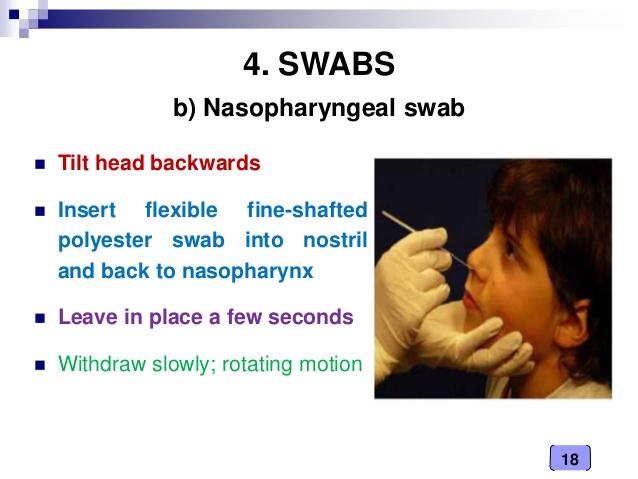 4. SWABS
b) Nasopharyngeal swab
Tilt head backwards
Insert flexible fine-shafted
polyester swab into nostril
and back to nasopharynx
Leave in place a few seconds
Withdraw slowly; rotating motion
18